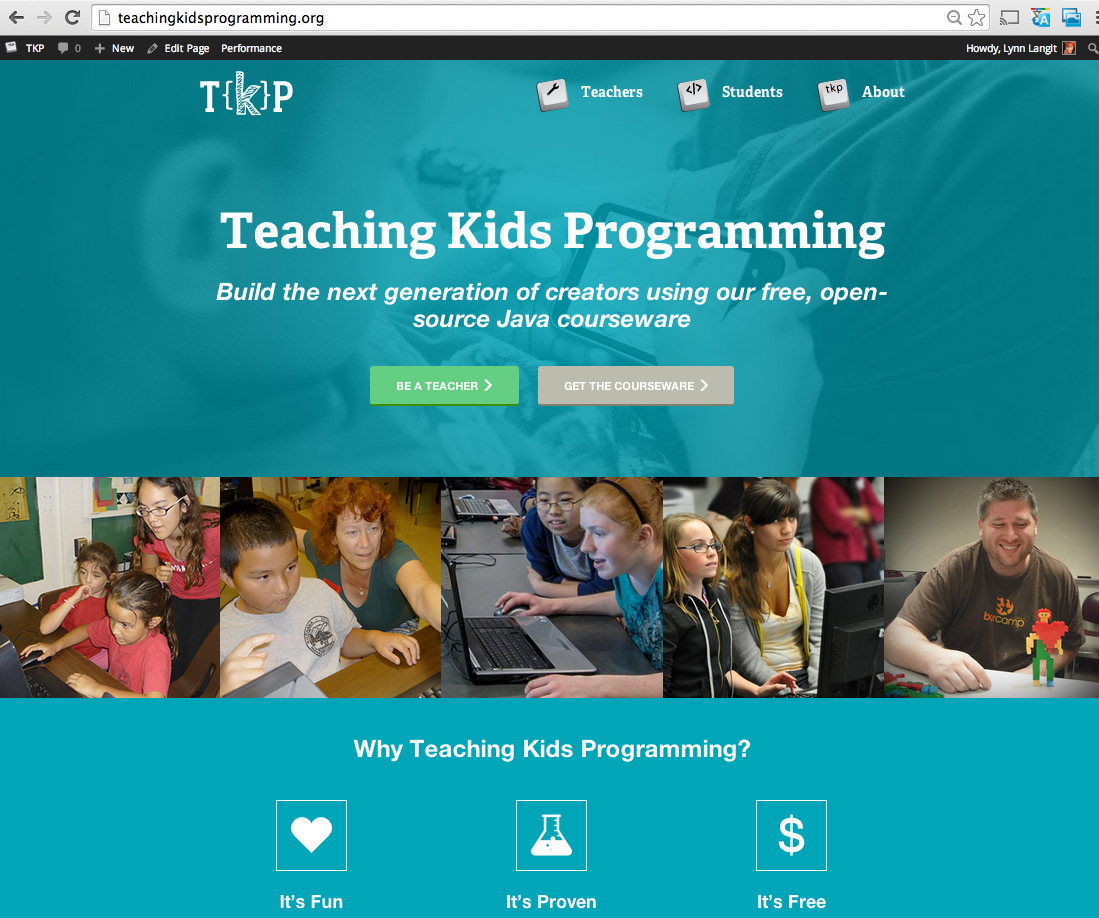 teachingkidsprogramming.org
TKP 0 New Edit Page Performance Howdy, Lynn Langit
T{k}P
Teachers
</>
Students
tkp
About
Teaching Kids Programming
Build the next generation of creators using our free, open-
source Java courseware
BE A TEACHER
GET THE COURSEWARE
barcamp
Why Teaching Kids Programming?
$
It's Fun
It's Proven
It's Free